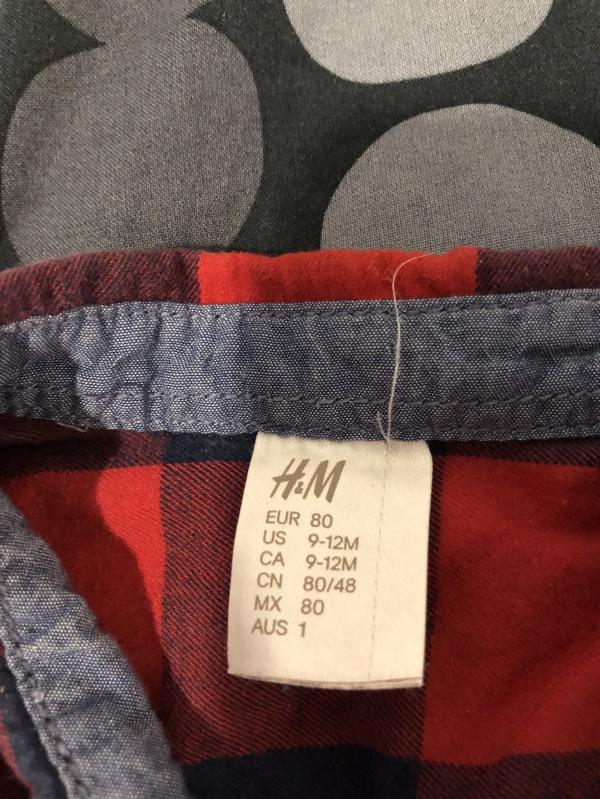 H&M
EUR 80
US 9-12M
CA 9-12M
CN 80/48
MX 80
AUS 1